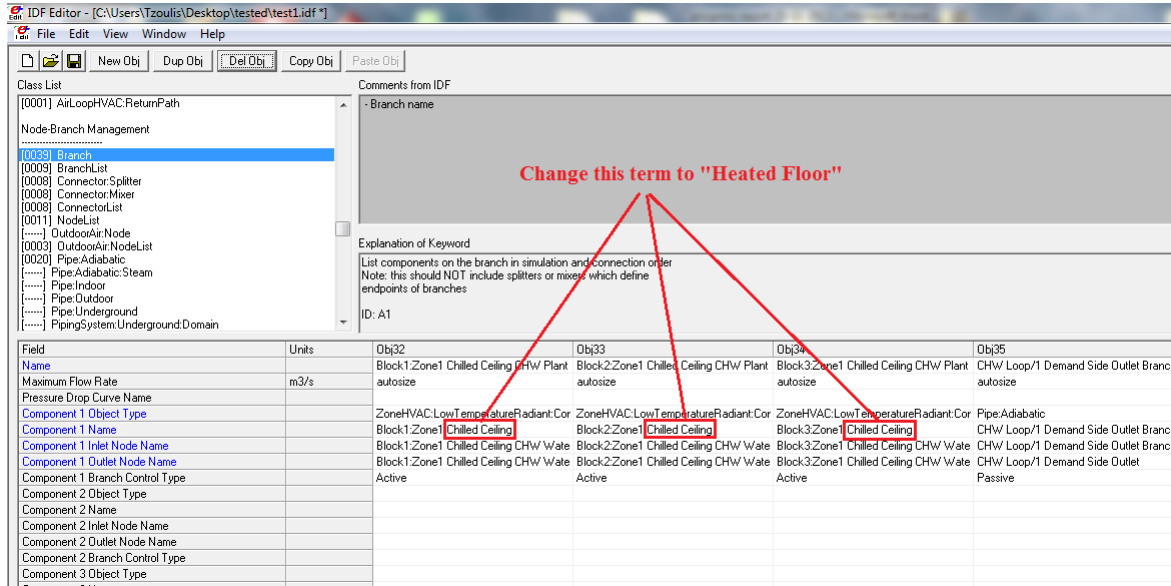 IDF Editor - [C:\Users\Tzoulis\Desktop\tested\test1.idf *]
File Edit View Window Help
New Obj Dup Obj Del Obj Copy Obj Paste Obj
Class List
[0001] AirLoopHVAC:ReturnPath
Node-Branch Management
--------------------------
[0039] Branch
[0009] BranchList
[0008] Connector:Splitter
[0008] Connector:Mixer
[0008] ConnectorList
[0011] NodeList
[------] OutdoorAir:Node
[0003] OutdoorAir:NodeList
[0020] Pipe:Adiabatic
[------] Pipe:Adiabatic:Steam
[------] Pipe:Indoor
[------] Pipe:Outdoor
[------] Pipe:Underground
[------] PipingSystem:Underground:Domain
Comments from IDF
- Branch name
Change this term to "Heated Floor"
Explanation of Keyword
List components on the branch in simulation and connection order
Note: this should NOT include splitters or mixers which define
endpoints of branches
ID: A1
Field Units Obj32 Obj33 Obj34 Obj35
Name Block1:Zone1 Chilled Ceiling CHW Plant Block2:Zone1 Chilled Ceiling CHW Plant Block3:Zone1 Chilled Ceiling CHW Plant CHW Loop/1 Demand Side Outlet Branc
Maximum Flow Rate m3/s autosize autosize autosize autosize
Pressure Drop Curve Name
Component 1 Object Type ZoneHVAC:LowTemperatureRadiant:Cor ZoneHVAC:LowTemperatureRadiant:Cor ZoneHVAC:LowTemperatureRadiant:Cor Pipe:Adiabatic
Component 1 Name Block1:Zone1 Chilled Ceiling Block2:Zone1 Chilled Ceiling Block3:Zone1 Chilled Ceiling CHW Loop/1 Demand Side Outlet Branc
Component 1 Inlet Node Name Block1:Zone1 Chilled Ceiling CHW Wate Block2:Zone1 Chilled Ceiling CHW Wate Block3:Zone1 Chilled Ceiling CHW Wate CHW Loop/1 Demand Side Outlet Branc
Component 1 Outlet Node Name Block1:Zone1 Chilled Ceiling CHW Wate Block2:Zone1 Chilled Ceiling CHW Wate Block3:Zone1 Chilled Ceiling CHW Wate CHW Loop/1 Demand Side Outlet
Component 1 Branch Control Type Active Active Active Passive
Component 2 Object Type
Component 2 Name
Component 2 Inlet Node Name
Component 2 Outlet Node Name
Component 2 Branch Control Type
Component 3 Object Type